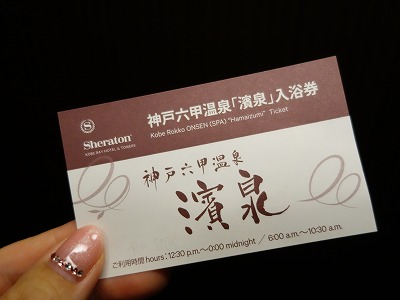 神戸六甲温泉「濱泉」入浴券
Kobe Rokko ONSEN (SPA) "Hamaizumi" Ticket
Sheraton
KOBE BAY HOTEL & TOWERS
神戸六甲温泉
濱泉
ご利用時間 hours : 12:30 p.m.～0:00 midnight ／ 6:00 a.m.～10:30 a.m.